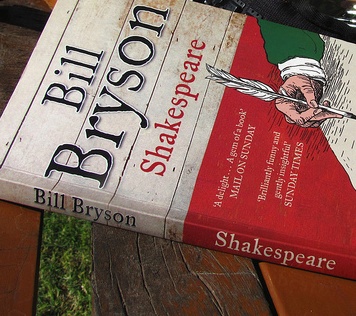 Bill
Bryson
Shakespeare
'A delight . . . A gem of a book'
MAIL ON SUNDAY
'Brilliantly funny and
gently insightful'
SUNDAY TIMES
Bill Bryson
Shakespeare